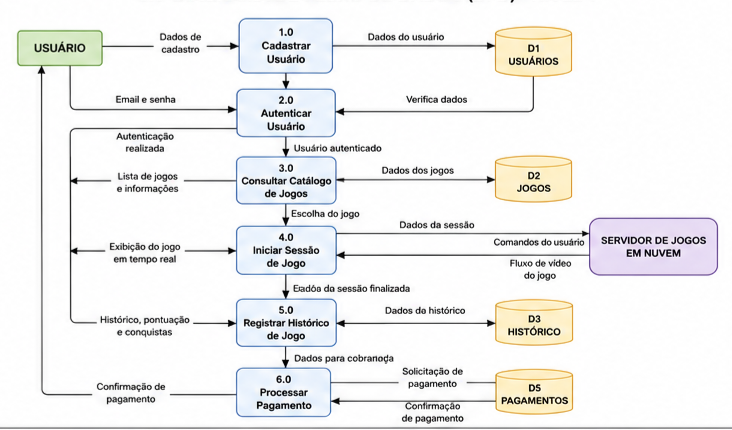 USUÁRIO
Dados de
cadastro
1.0
Cadastrar
Usuário
Dados do usuário
D1
USUÁRIOS
Email e senha
2.0
Autenticar
Usuário
Verifica dados
Autenticação
realizada
Usuário autenticado
Lista de jogos
e informações
3.0
Consultar Catálogo
de Jogos
Dados dos jogos
D2
JOGOS
Escolha do jogo
Exibição do jogo
em tempo real
4.0
Iniciar Sessão
de Jogo
Dados da sessão
Comandos do usuário
Fluxo de vídeo
do jogo
SERVIDOR DE JOGOS
EM NUVEM
da sessão finalizada
Histórico, pontuação
e conquistas
5.0
Registrar Histórico
de Jogo
Dados da histórico
D3
HISTÓRICO
Dados para
Confirmação de
pagamento
6.0
Processar
Pagamento
Solicitação de
pagamento
Confirmação
de pagamento
D5
PAGAMENTOS